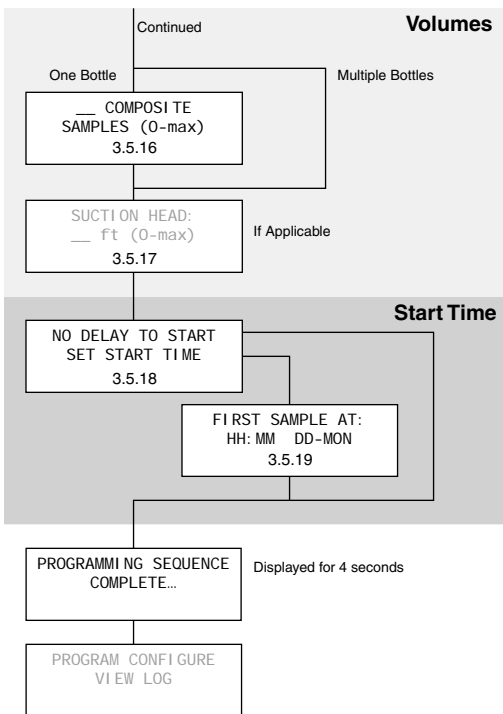 Continued
Volumes
One Bottle
Multiple Bottles
__ COMPOSITE
SAMPLES (0-max)
3.5.16
SUCTION HEAD:
__ ft (0-max)
3.5.17
If Applicable
Start Time
NO DELAY TO START
SET START TIME
3.5.18
FIRST SAMPLE AT:
HH:MM DD-MON
3.5.19
PROGRAMMING SEQUENCE
COMPLETE…
Displayed for 4 seconds
PROGRAM CONFIGURE
VIEW LOG